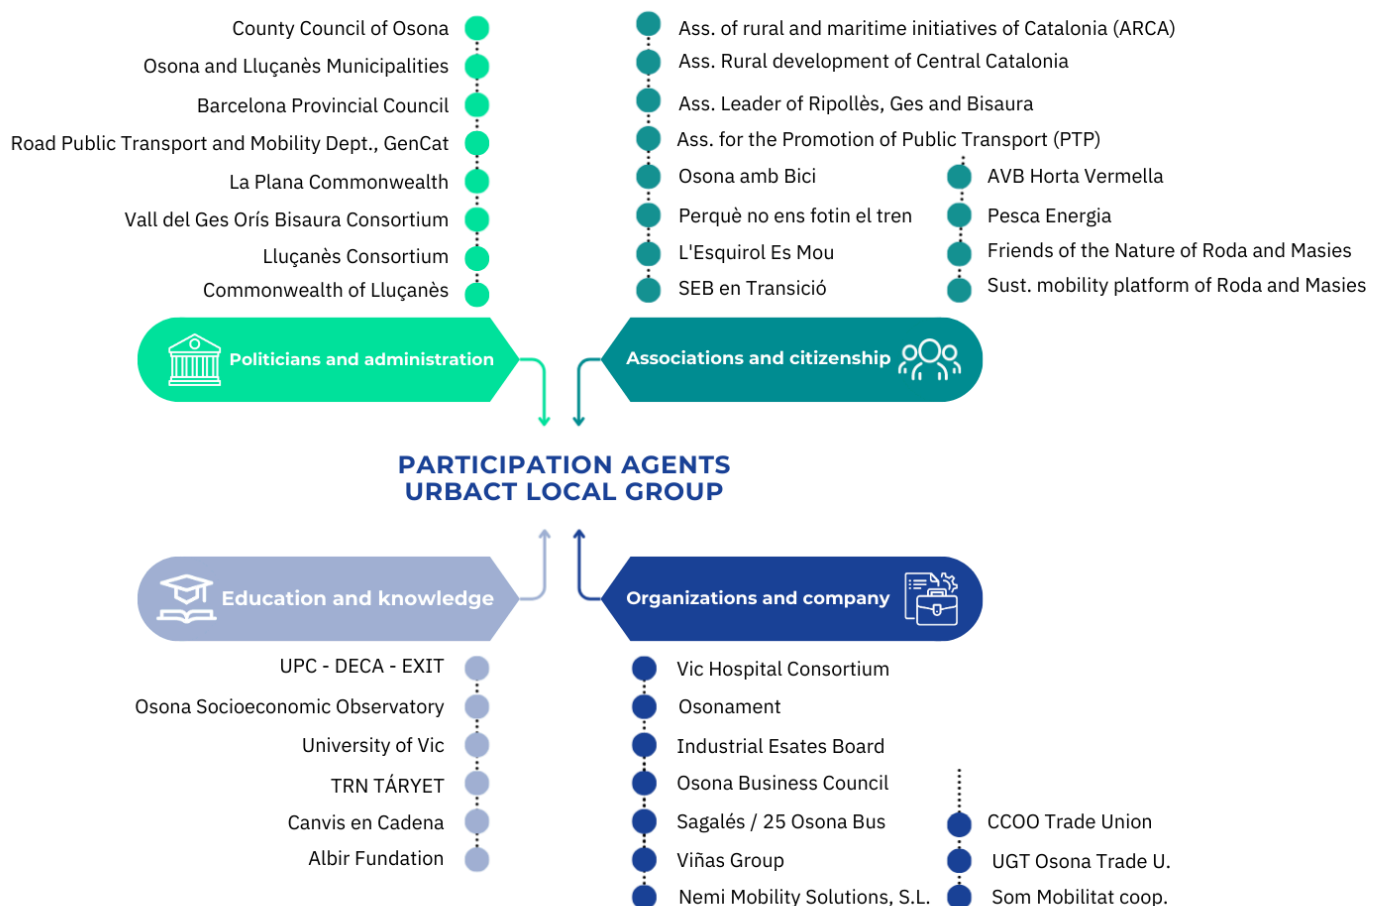 County Council of Osona
Osona and Lluçanès Municipalities
Barcelona Provincial Council
Road Public Transport and Mobility Dept., GenCat
La Plana Commonwealth
Vall del Ges Orís Bisaura Consortium
Lluçanès Consortium
Commonwealth of Lluçanès
Politicians and administration
Ass. of rural and maritime initiatives of Catalonia (ARCA)
Ass. Rural development of Central Catalonia
Ass. Leader of Ripollès, Ges and Bisaura
Ass. for the Promotion of Public Transport (PTP)
Osona amb Bici
Perquè no ens fotin el tren
L'Esquirol Es Mou
SEB en Transició
AVB Horta Vermella
Pesca Energia
Friends of the Nature of Roda and Masies
Sust. mobility platform of Roda and Masies
Associations and citizenship
PARTICIPATION AGENTS
URBACT LOCAL GROUP
Education and knowledge
UPC - DECA - EXIT
Osona Socioeconomic Observatory
University of Vic
TRN TÁRYET
Canvis en Cadena
Albir Fundation
Organizations and company
Vic Hospital Consortium
Osonament
Industrial Esates Board
Osona Business Council
Sagalés / 25 Osona Bus
Viñas Group
Nemi Mobility Solutions, S.L.
CCOO Trade Union
UGT Osona Trade U.
Som Mobilitat coop.